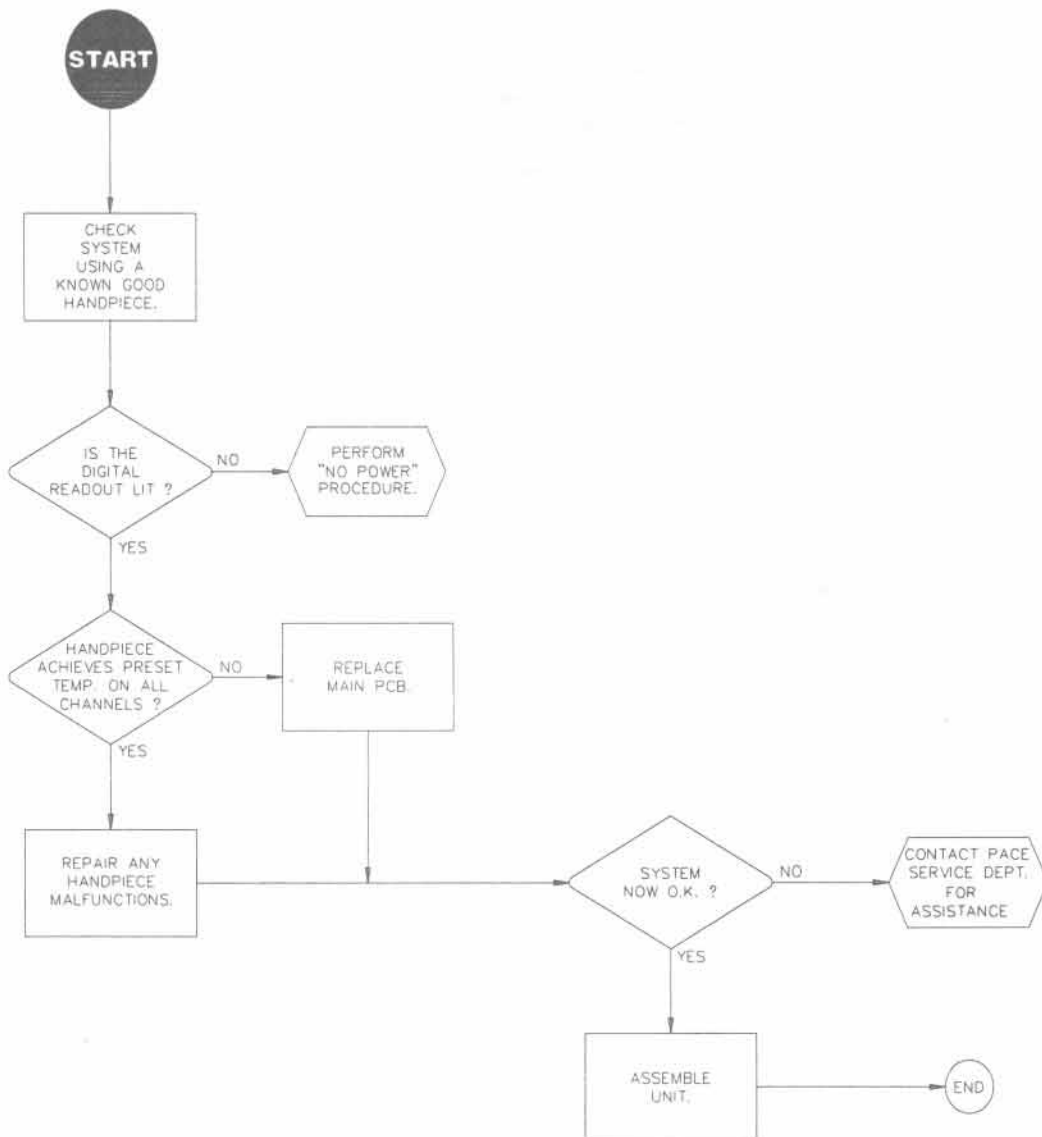 START
CHECK
SYSTEM
USING A
KNOWN GOOD
HANDPIECE.
IS THE
DIGITAL
READOUT LIT ?
NO
PERFORM
"NO POWER"
PROCEDURE.
YES
HANDPIECE
ACHIEVES PRESET
TEMP. ON ALL
CHANNELS ?
NO
REPLACE
MAIN PCB.
YES
REPAIR ANY
HANDPIECE
MALFUNCTIONS.
SYSTEM
NOW O.K. ?
NO
CONTACT PACE
SERVICE DEPT.
FOR
ASSISTANCE
YES
ASSEMBLE
UNIT.
END